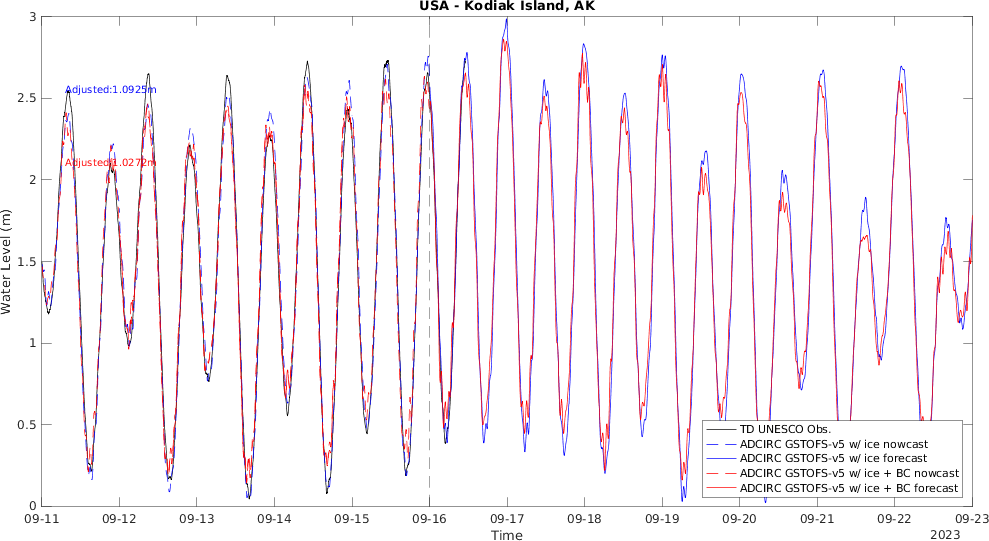 USA - Kodiak Island, AK
3
2.5
2
1.5
1
0.5
0
Water Level (m)
Adjusted:1.0925m
Adjusted:1.0272m
TD UNESCO Obs.
ADCIRC GSTOFS-v5 w/ ice nowcast
ADCIRC GSTOFS-v5 w/ ice forecast
ADCIRC GSTOFS-v5 w/ ice + BC nowcast
ADCIRC GSTOFS-v5 w/ ice + BC forecast
09-11 09-12 09-13 09-14 09-15 09-16 09-17 09-18 09-19 09-20 09-21 09-22 09-23
Time
2023